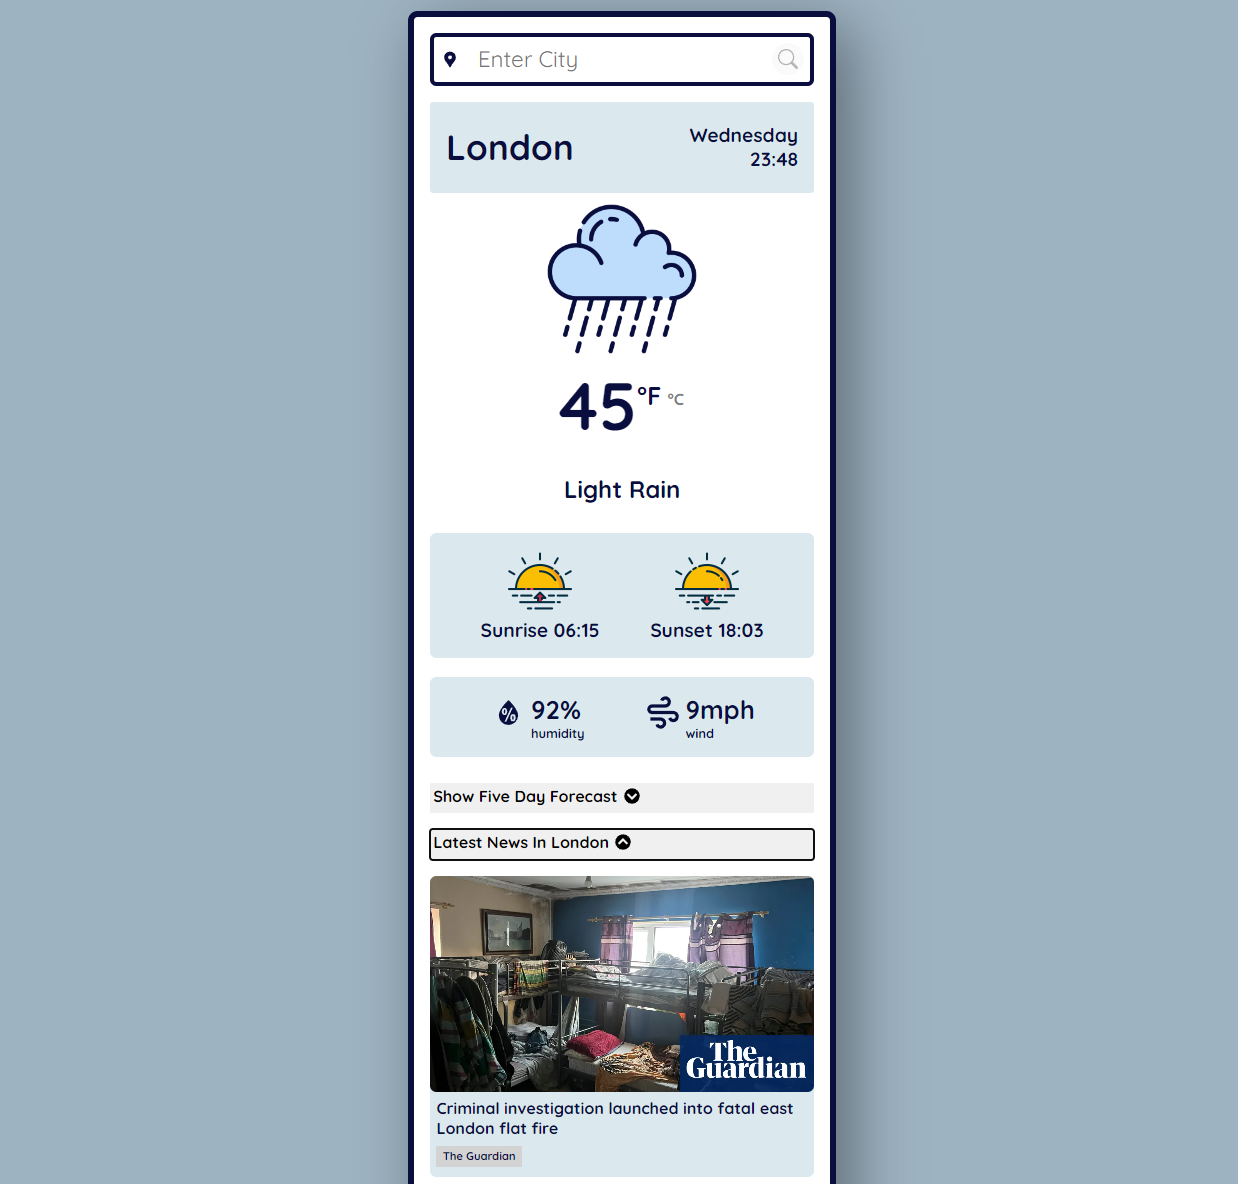 Enter City
London
Wednesday
23:48
45°F °C
Light Rain
Sunrise 06:15
Sunset 18:03
92%
humidity
9mph
wind
Show Five Day Forecast
Latest News In London
The
Guardian
Criminal investigation launched into fatal east
London flat fire
The Guardian